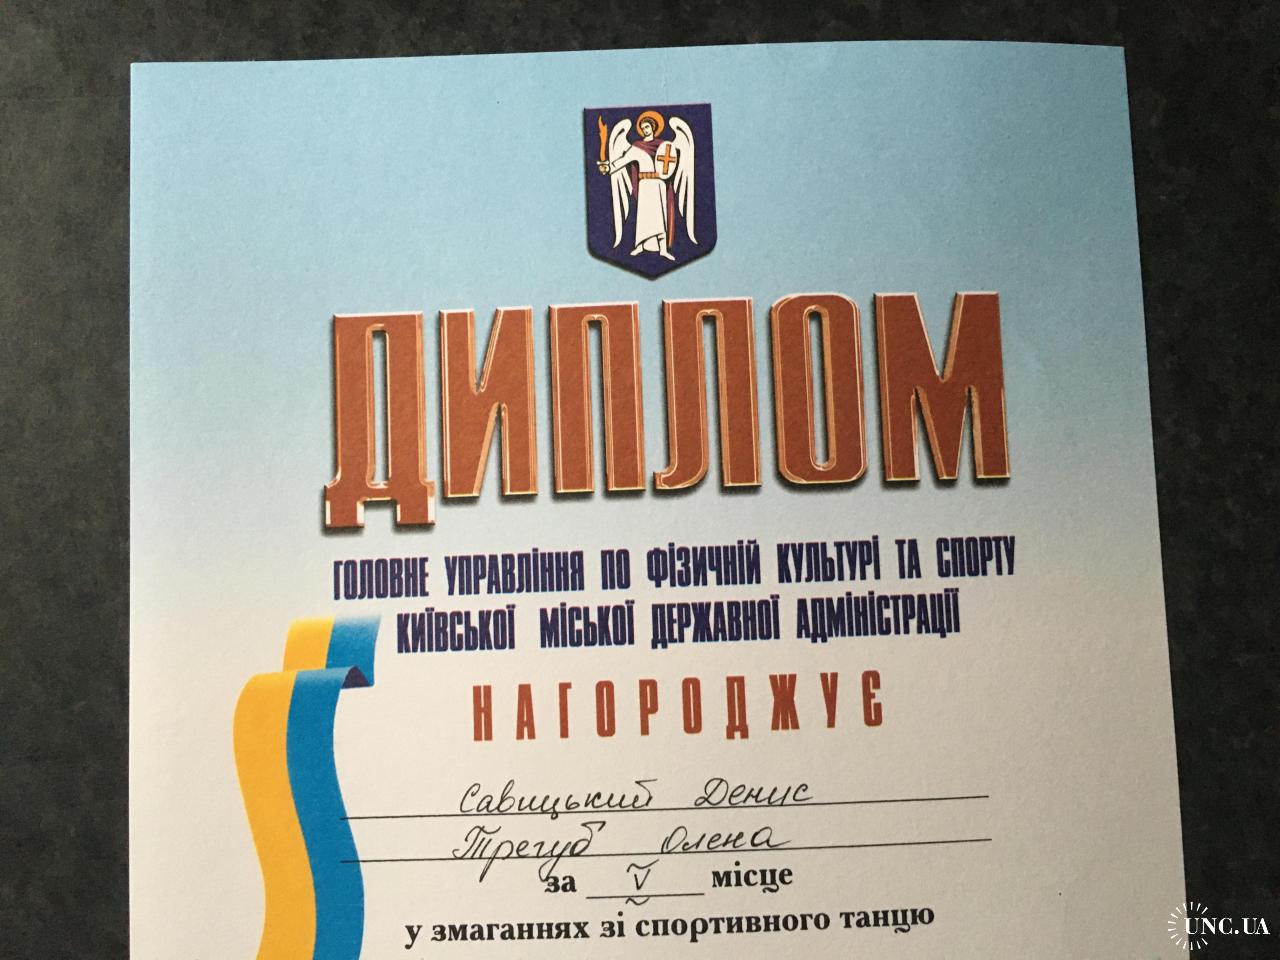 ДИПЛОМ
ГОЛОВНЕ УПРАВЛІННЯ ПО ФІЗИЧНІЙ КУЛЬТУРІ ТА СПОРТУ
КИЇВСЬКОЇ МІСЬКОЇ ДЕРЖАВНОЇ АДМІНІСТРАЦІЇ
НАГОРОДЖУЄ
Савицький Денис
Трегуб Олена
за V місце
у змаганнях зі спортивного танцю
UNC.UA